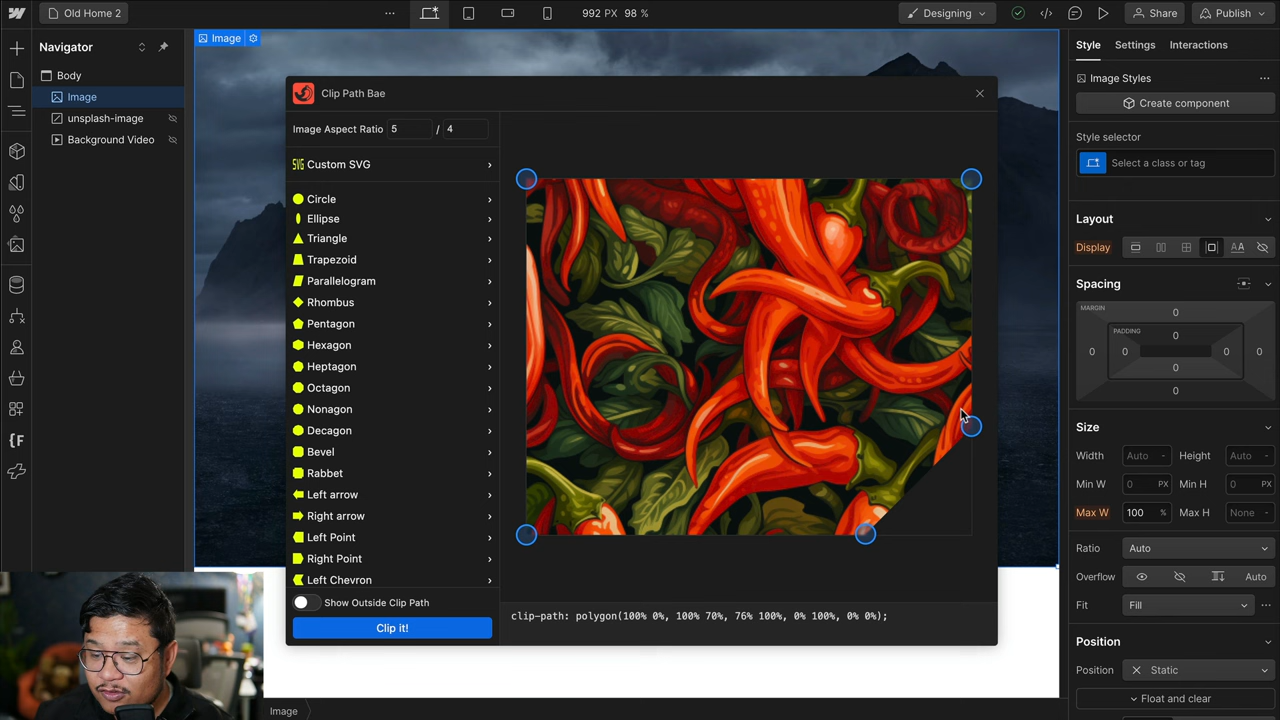 Old Home 2
···
992 PX 98 %
Designing
Share
Publish
Navigator
Body
Image
unsplash-image
Background Video
Image
Clip Path Bae
Image Aspect Ratio 5 / 4
SVG Custom SVG
Circle
Ellipse
Triangle
Trapezoid
Parallelogram
Rhombus
Pentagon
Hexagon
Heptagon
Octagon
Nonagon
Decagon
Bevel
Rabbet
Left arrow
Right arrow
Left Point
Right Point
Left Chevron
Show Outside Clip Path
Clip it!
clip-path: polygon(100% 0%, 100% 70%, 76% 100%, 0% 100%, 0% 0%);
Image
Style Settings Interactions
Image Styles
Create component
Style selector
Select a class or tag
Layout
Display
AA
Spacing
MARGIN
0
PADDING
0
0 0 0 0
0
0
Size
Width Auto - Height Auto -
Min W 0 PX Min H 0 PX
Max W 100 % Max H None -
Ratio Auto
Overflow Auto
Fit Fill
Position
Position Static
Float and clear